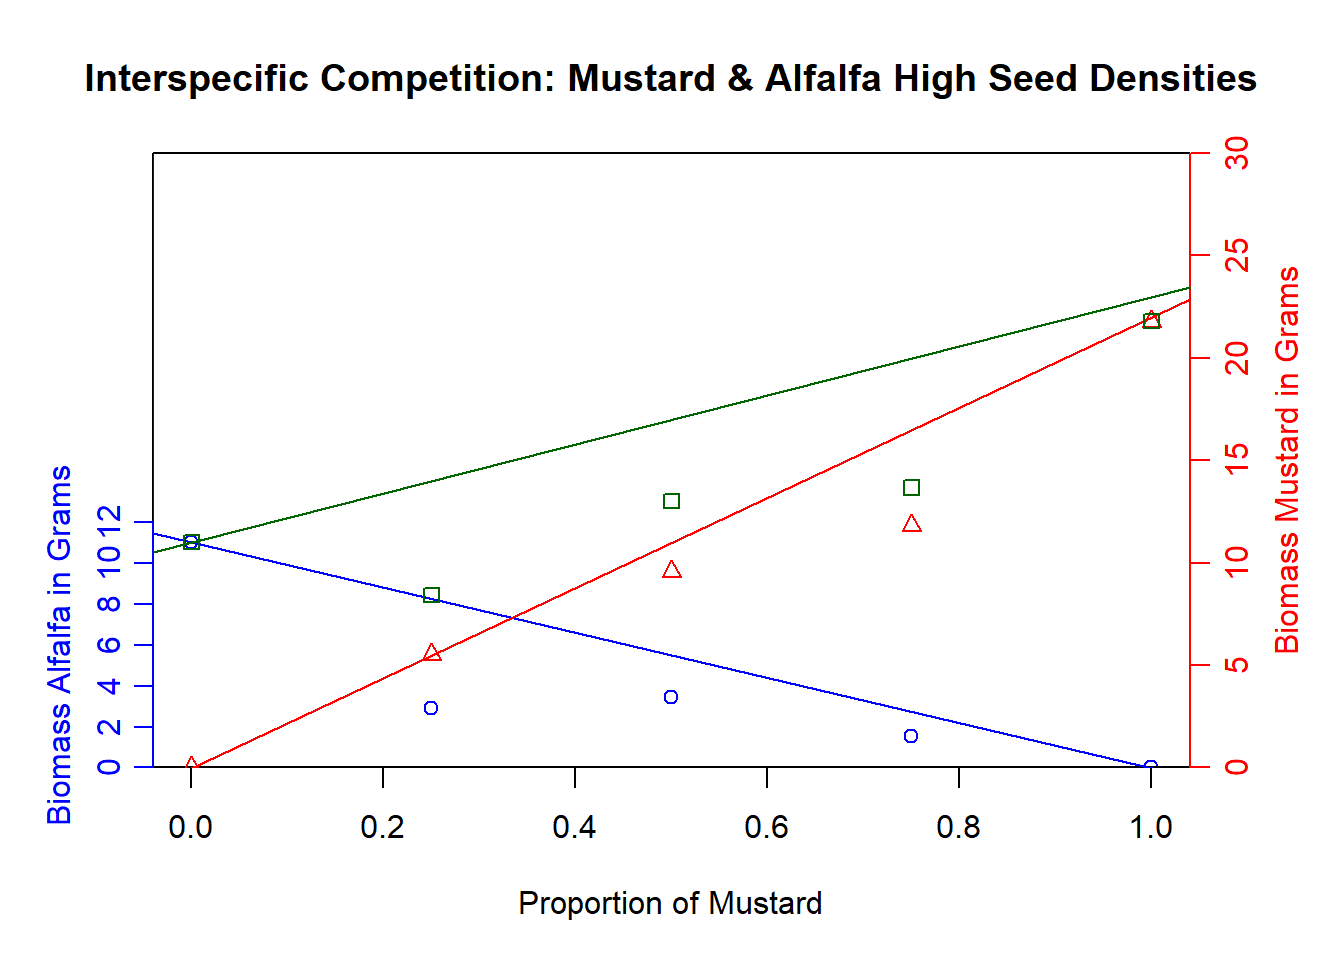 Interspecific Competition: Mustard & Alfalfa High Seed Densities
Biomass Alfalfa in Grams
0 2 4 6 8 10 12
0 5 10 15 20 25 30
Biomass Mustard in Grams
0.0 0.2 0.4 0.6 0.8 1.0
Proportion of Mustard